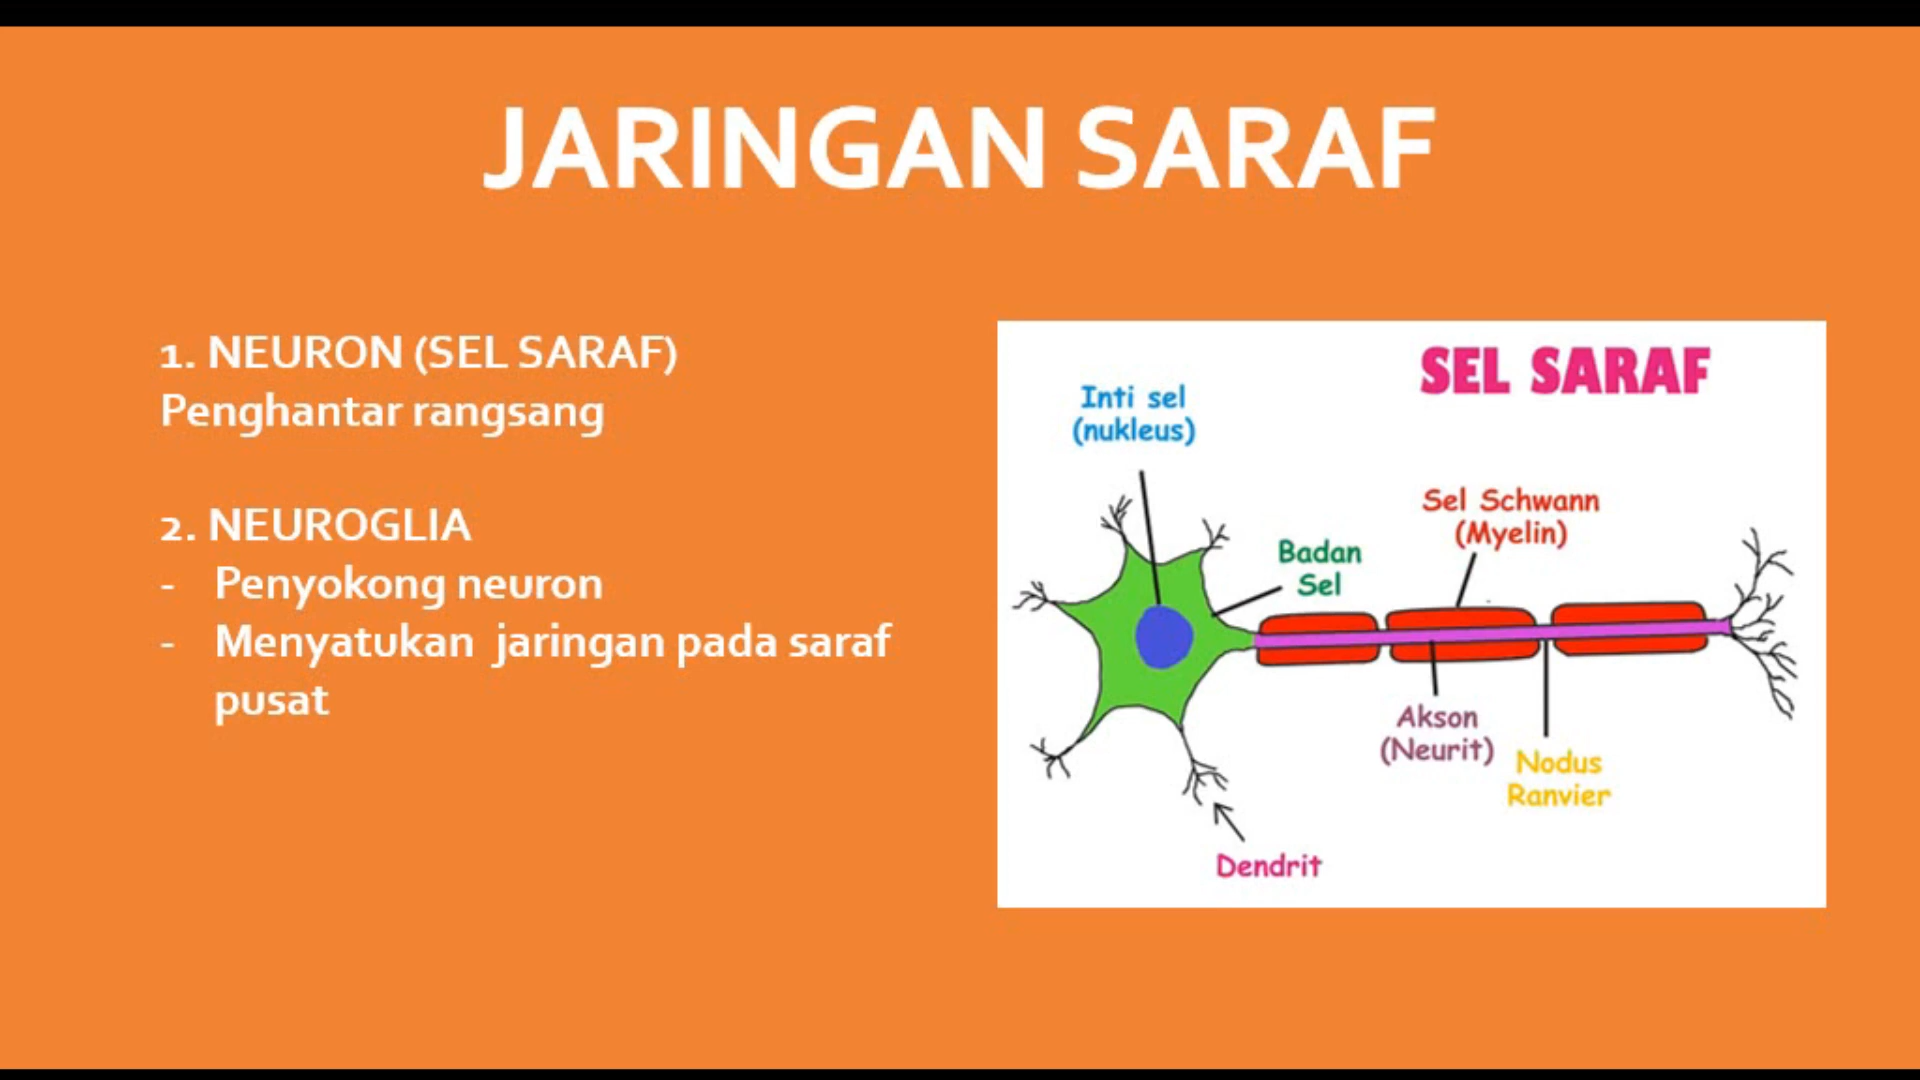 JARINGAN SARAF
1. NEURON (SEL SARAF)
Penghantar rangsang
2. NEUROGLIA
- Penyokong neuron
- Menyatukan jaringan pada saraf
pusat
SEL SARAF
Inti sel
(nukleus)
Sel Schwann
(Myelin)
Badan
Sel
Akson
(Neurit)
Nodus
Ranvier
Dendrit